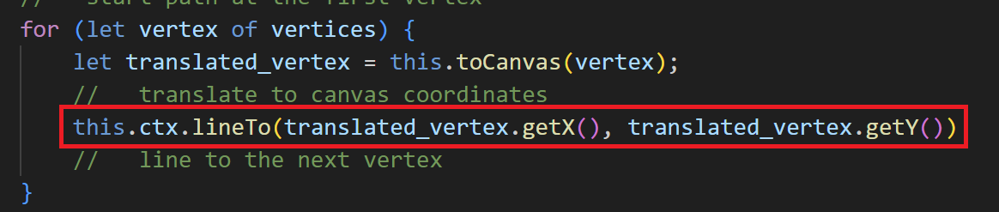 //   start path at the first vertex
for (let vertex of vertices) {
    let translated_vertex = this.toCanvas(vertex);
    //   translate to canvas coordinates
    this.ctx.lineTo(translated_vertex.getX(), translated_vertex.getY())
    //   line to the next vertex
}